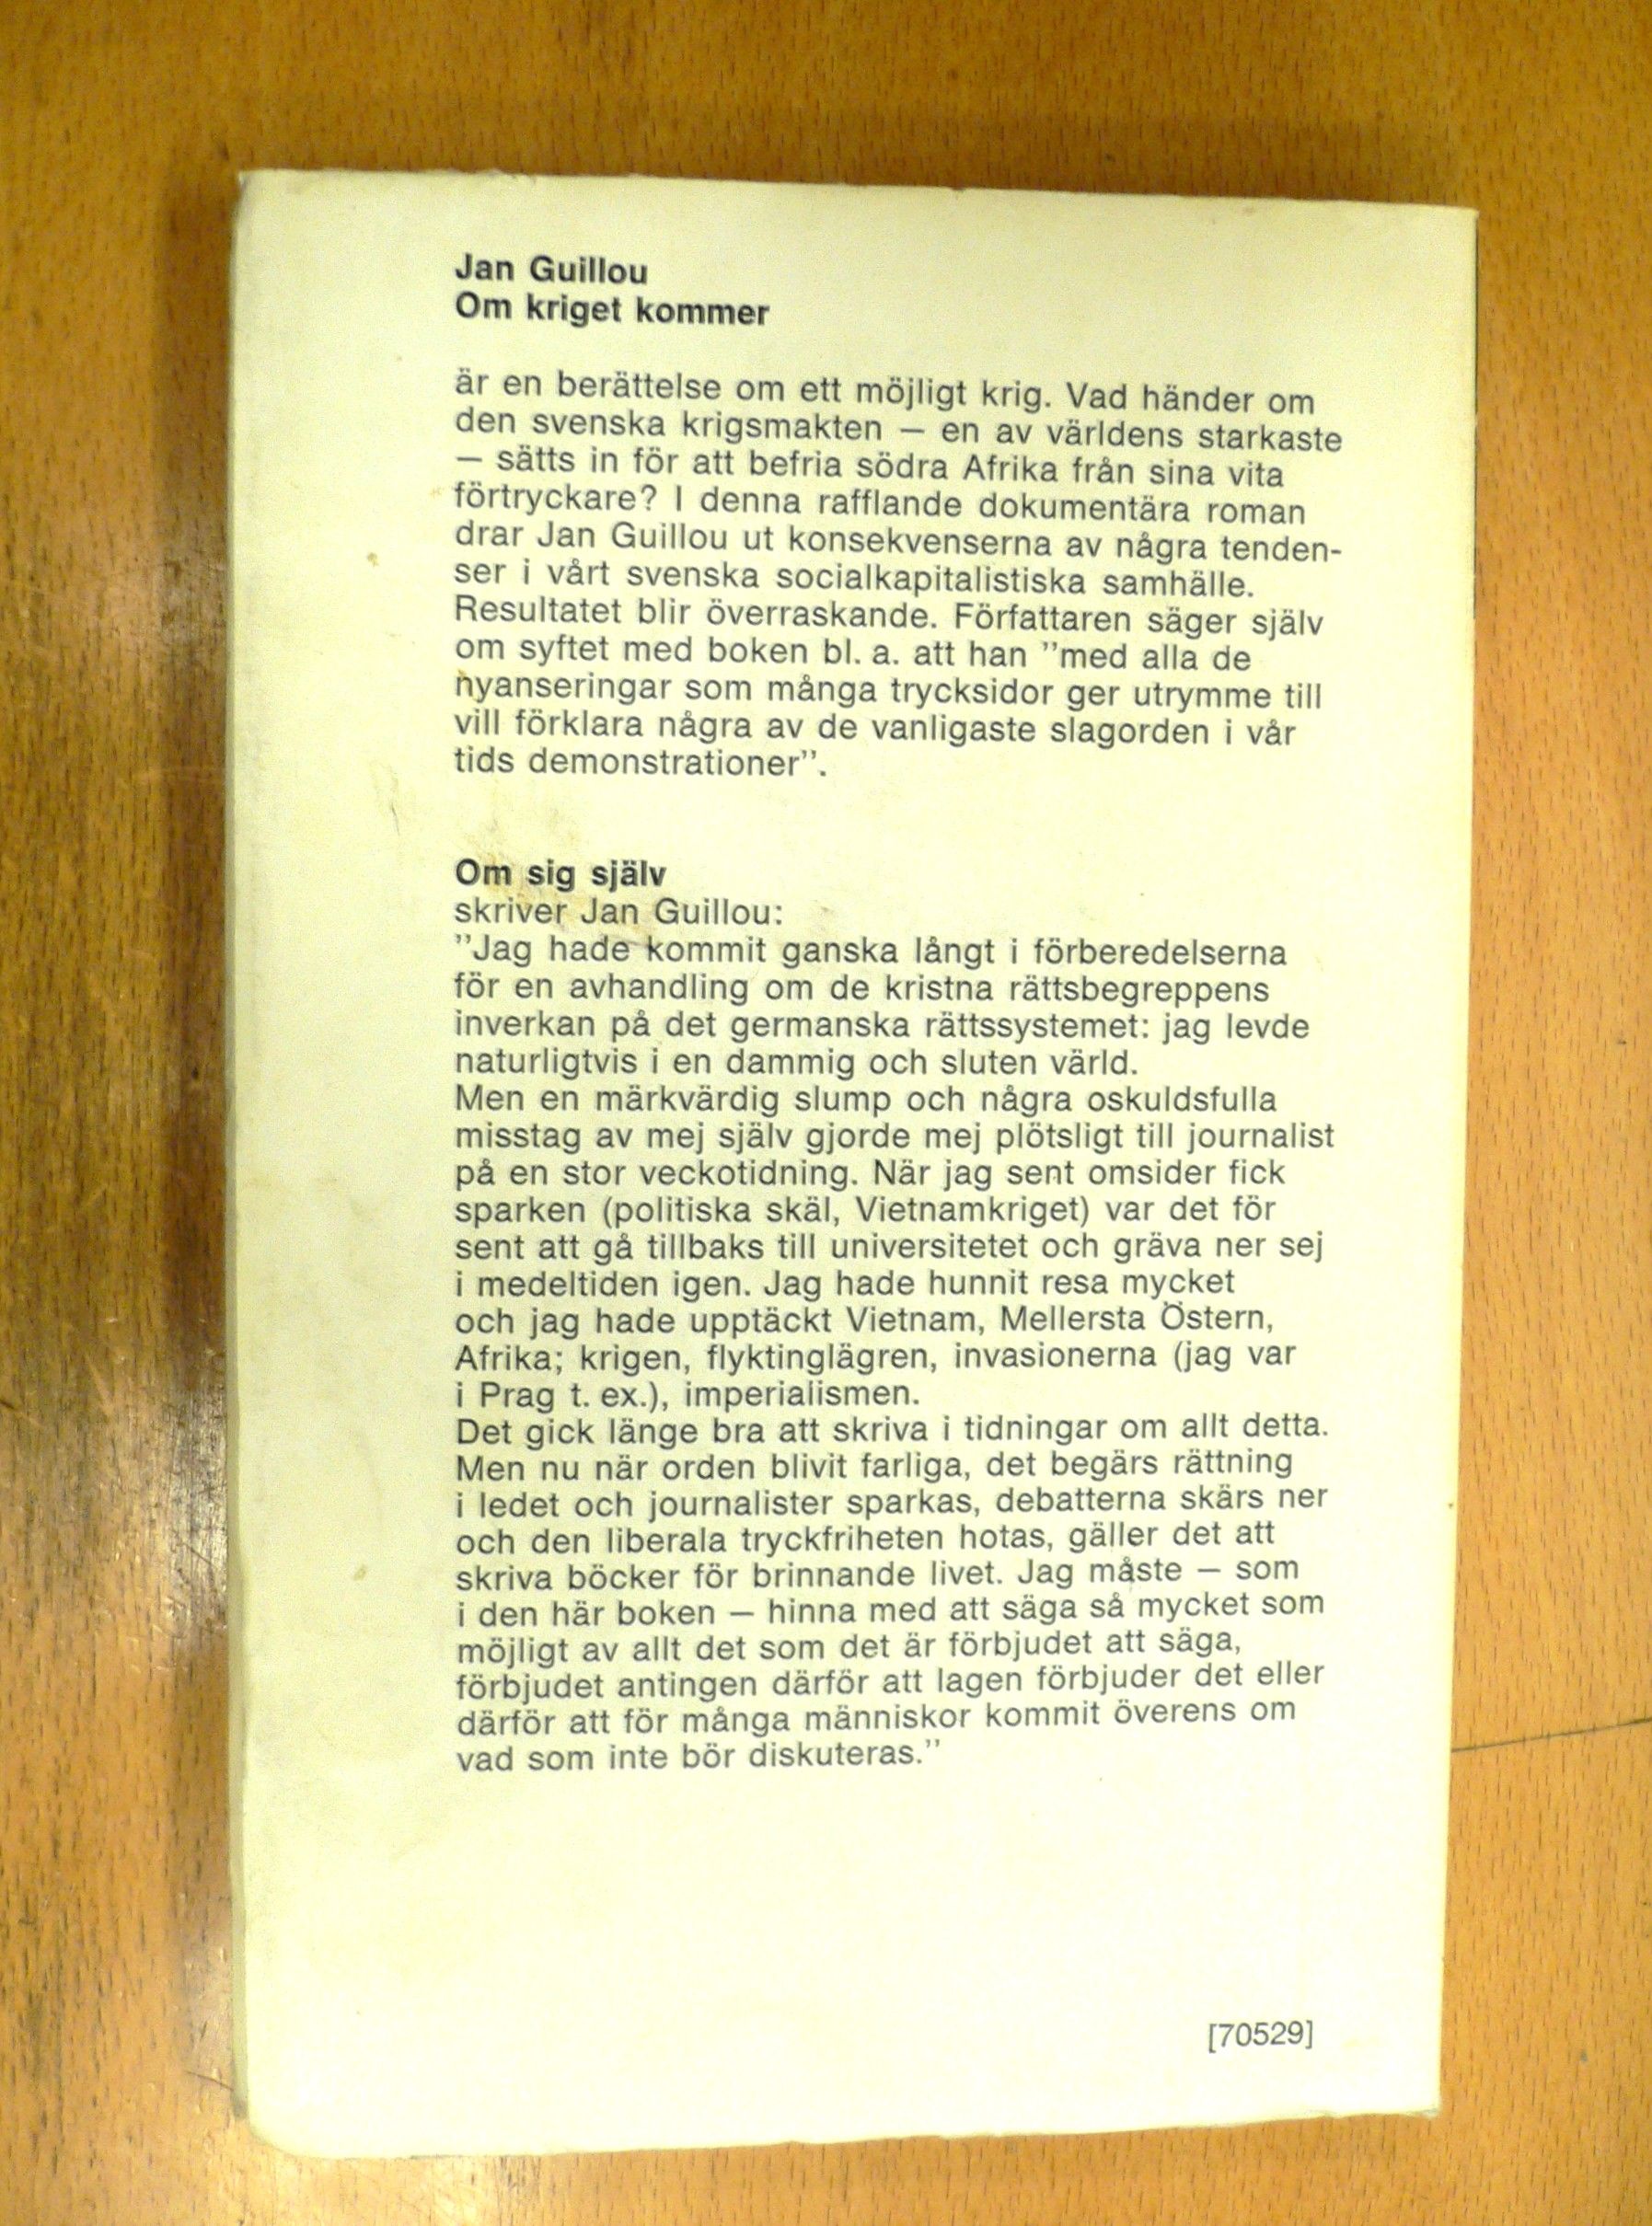 Jan Guillou
Om kriget kommer
är en berättelse om ett möjligt krig. Vad händer om
den svenska krigsmakten — en av världens starkaste
— sätts in för att befria södra Afrika från sina vita
förtryckare? I denna rafflande dokumentära roman
drar Jan Guillou ut konsekvenserna av några tenden-
ser i vårt svenska socialkapitalistiska samhälle.
Resultatet blir överraskande. Författaren säger själv
om syftet med boken bl. a. att han ”med alla de
nyanseringar som många trycksidor ger utrymme till
vill förklara några av de vanligaste slagorden i vår
tids demonstrationer”.
Om sig själv
skriver Jan Guillou:
”Jag hade kommit ganska långt i förberedelserna
för en avhandling om de kristna rättsbegreppens
inverkan på det germanska rättssystemet: jag levde
naturligtvis i en dammig och sluten värld.
Men en märkvärdig slump och några oskuldsfulla
misstag av mej själv gjorde mej plötsligt till journalist
på en stor veckotidning. När jag sent omsider fick
sparken (politiska skäl, Vietnamkriget) var det för
sent att gå tillbaks till universitetet och gräva ner sej
i medeltiden igen. Jag hade hunnit resa mycket
och jag hade upptäckt Vietnam, Mellersta Östern,
Afrika; krigen, flyktinglägren, invasionerna (jag var
i Prag t. ex.), imperialismen.
Det gick länge bra att skriva i tidningar om allt detta.
Men nu när orden blivit farliga, det begärs rättning
i ledet och journalister sparkas, debatterna skärs ner
och den liberala tryckfriheten hotas, gäller det att
skriva böcker för brinnande livet. Jag måste — som
i den här boken — hinna med att säga så mycket som
möjligt av allt det som det är förbjudet att säga,
förbjudet antingen därför att lagen förbjuder det eller
därför att för många människor kommit överens om
vad som inte bör diskuteras.”
[70529]